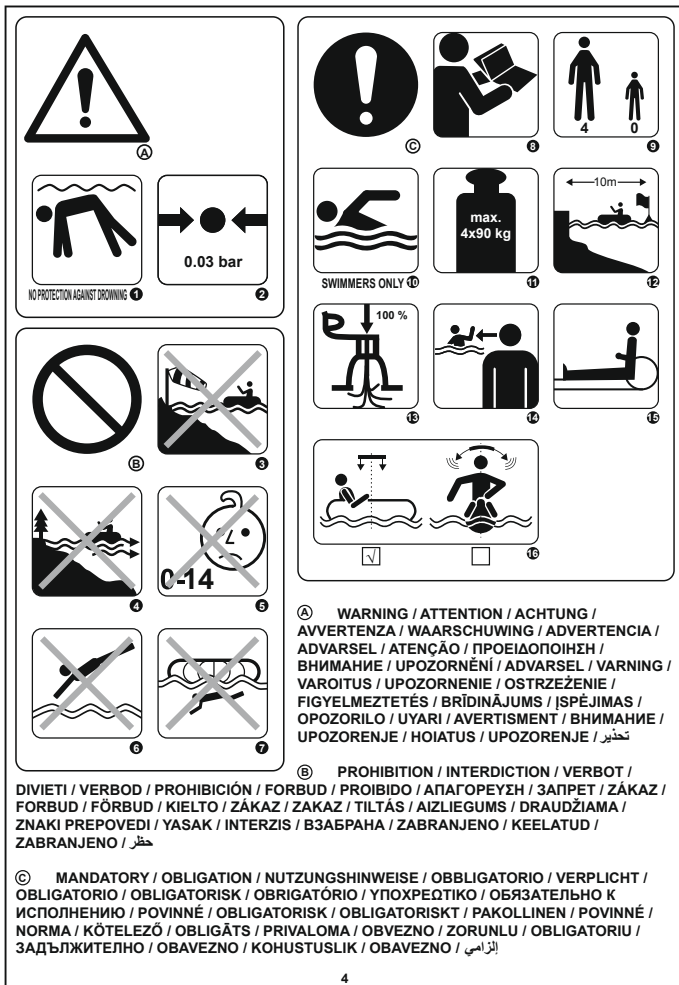 A
NO PROTECTION AGAINST DROWNING 1
0.03 bar
2
B
3
4
0-14
5
6
7
C
8
4 0
9
SWIMMERS ONLY 10
max.
4x90 kg
11
10m
12
100 %
13
14
15
√
16
A WARNING / ATTENTION / ACHTUNG /
AVVERTENZA / WAARSCHUWING / ADVERTENCIA /
ADVARSEL / ATENÇÃO / ΠΡΟΕΙΔΟΠΟΙΗΣΗ /
ВНИМАНИЕ / UPOZORNĚNÍ / ADVARSEL / VARNING /
VAROITUS / UPOZORNENIE / OSTRZEŻENIE /
FIGYELMEZTETÉS / BRĪDINĀJUMS / ĮSPĖJIMAS /
OPOZORILO / UYARI / AVERTISMENT / ВНИМАНИЕ /
UPOZORENJE / HOIATUS / UPOZORENJE / تحذير
B PROHIBITION / INTERDICTION / VERBOT /
DIVIETI / VERBOD / PROHIBICIÓN / FORBUD / PROIBIDO / ΑΠΑΓΟΡΕΥΣΗ / ЗАПРЕТ / ZÁKAZ /
FORBUD / FÖRBUD / KIELTO / ZÁKAZ / ZAKAZ / TILTÁS / AIZLIEGUMS / DRAUDŽIAMA /
ZNAKI PREPOVEDI / YASAK / INTERZIS / ВЗАБРАНА / ZABRANJENO / KEELATUD /
ZABRANJENO / حظر
C MANDATORY / OBLIGATION / NUTZUNGSHINWEISE / OBBLIGATORIO / VERPLICHT /
OBLIGATORIO / OBLIGATORISK / OBRIGATÓRIO / ΥΠΟΧΡΕΩΤΙΚΟ / ОБЯЗАТЕЛЬНО К
ИСПОЛНЕНИЮ / POVINNÉ / OBLIGATORISK / OBLIGATORISKT / PAKOLLINEN / POVINNÉ /
NORMA / KÖTELEZŐ / OBLIGĀTS / PRIVALOMA / OBVEZNO / ZORUNLU / OBLIGATORIU /
ЗАДЪЛЖИТЕЛНО / OBAVEZNO / KOHUSTUSLIK / OBAVEZNO / إلزامي
4